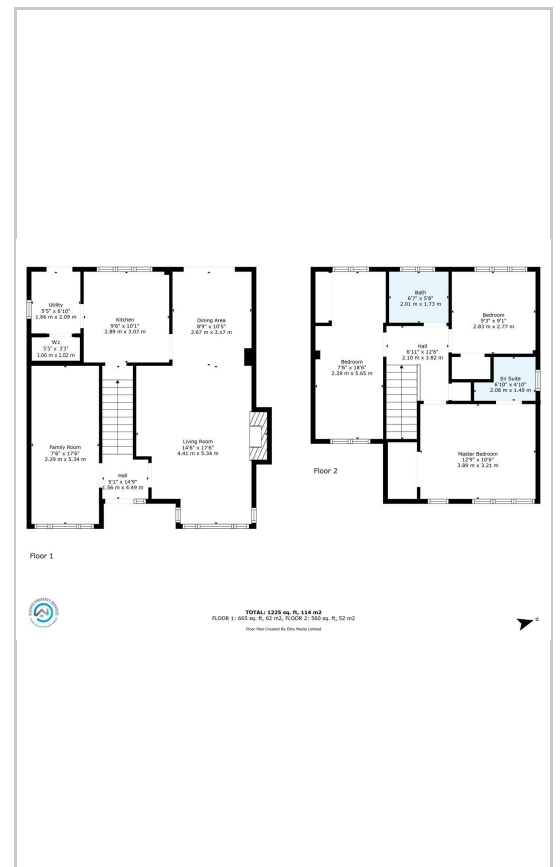 Utility
5'5" x 6'10"
1.66 m x 2.09 m
Kitchen
9'6" x 10'1"
2.89 m x 3.07 m
Dining Area
8'9" x 10'5"
2.67 m x 3.17 m
W.c
5'5" x 3'3"
1.66 m x 1.02 m
Family Room
7'6" x 17'6"
2.29 m x 5.34 m
Living Room
14'6" x 17'6"
4.41 m x 5.34 m
Hall
5'1" x 14'9"
1.56 m x 4.49 m
Floor 1
Bath
6'7" x 5'8"
2.01 m x 1.73 m
Bedroom
9'3" x 9'1"
2.83 m x 2.77 m
Hall
6'11" x 12'6"
2.10 m x 3.82 m
Bedroom
7'6" x 18'6"
2.29 m x 5.65 m
En Suite
6'10" x 4'10"
2.08 m x 1.49 m
Master Bedroom
12'9" x 10'6"
3.89 m x 3.21 m
Floor 2
TOTAL: 1225 sq. ft, 114 m2
FLOOR 1: 665 sq. ft, 62 m2, FLOOR 2: 560 sq. ft, 52 m2
Floor Plan Created By Elite Media Limited